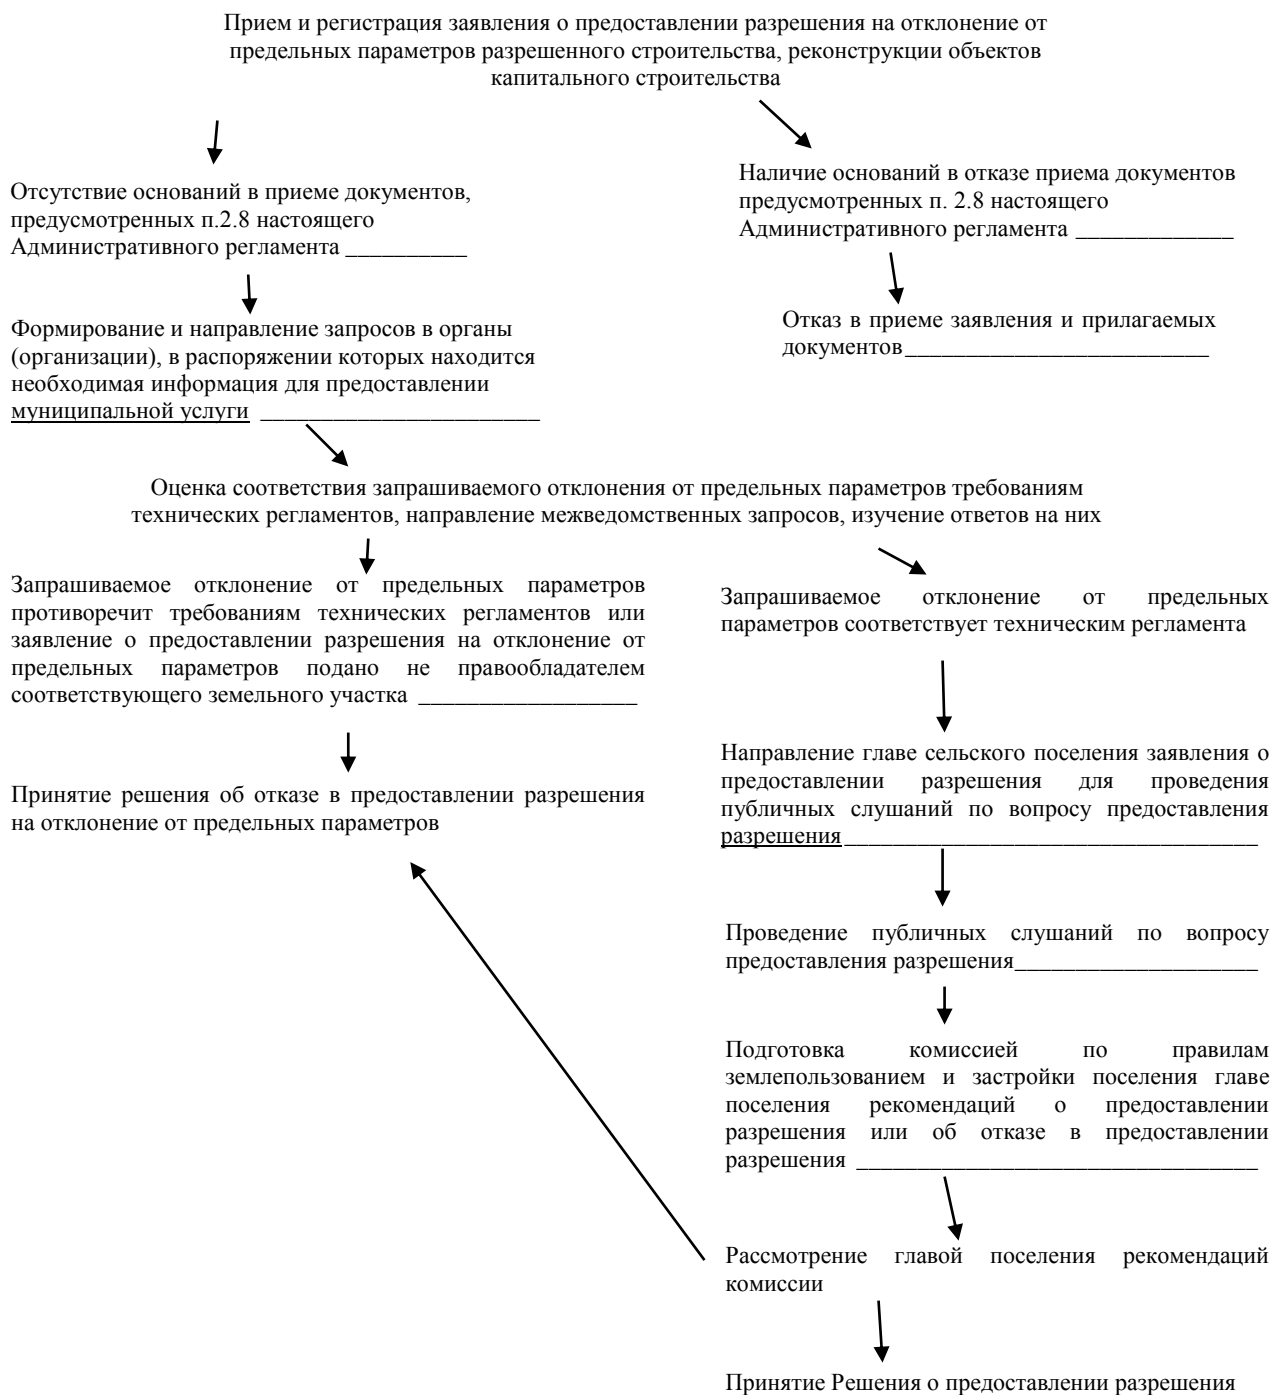 Прием и регистрация заявления о предоставлении разрешения на отклонение от
предельных параметров разрешенного строительства, реконструкции объектов
капитального строительства
Отсутствие оснований в приеме документов,
предусмотренных п.2.8 настоящего
Административного регламента __________
Наличие оснований в отказе приема документов
предусмотренных п. 2.8 настоящего
Административного регламента _____________
Формирование и направление запросов в органы
(организации), в распоряжении которых находится
необходимая информация для предоставлении
муниципальной услуги _______________________
Отказ в приеме заявления и прилагаемых
документов_________________________
Оценка соответствия запрашиваемого отклонения от предельных параметров требованиям
технических регламентов, направление межведомственных запросов, изучение ответов на них
Запрашиваемое отклонение от предельных параметров
противоречит требованиям технических регламентов или
заявление о предоставлении разрешения на отклонение от
предельных параметров подано не правообладателем
соответствующего земельного участка __________________
Запрашиваемое отклонение от предельных
параметров соответствует техническим регламента
Принятие решения об отказе в предоставлении разрешения
на отклонение от предельных параметров
Направление главе сельского поселения заявления о
предоставлении разрешения для проведения
публичных слушаний по вопросу предоставления
разрешения__________________________________
Проведение публичных слушаний по вопросу
предоставления разрешения____________________
Подготовка комиссией по правилам
землепользованием и застройки поселения главе
поселения рекомендаций о предоставлении
разрешения или об отказе в предоставлении
разрешения _________________________________
Рассмотрение главой поселения рекомендаций
комиссии
Принятие Решения о предоставлении разрешения